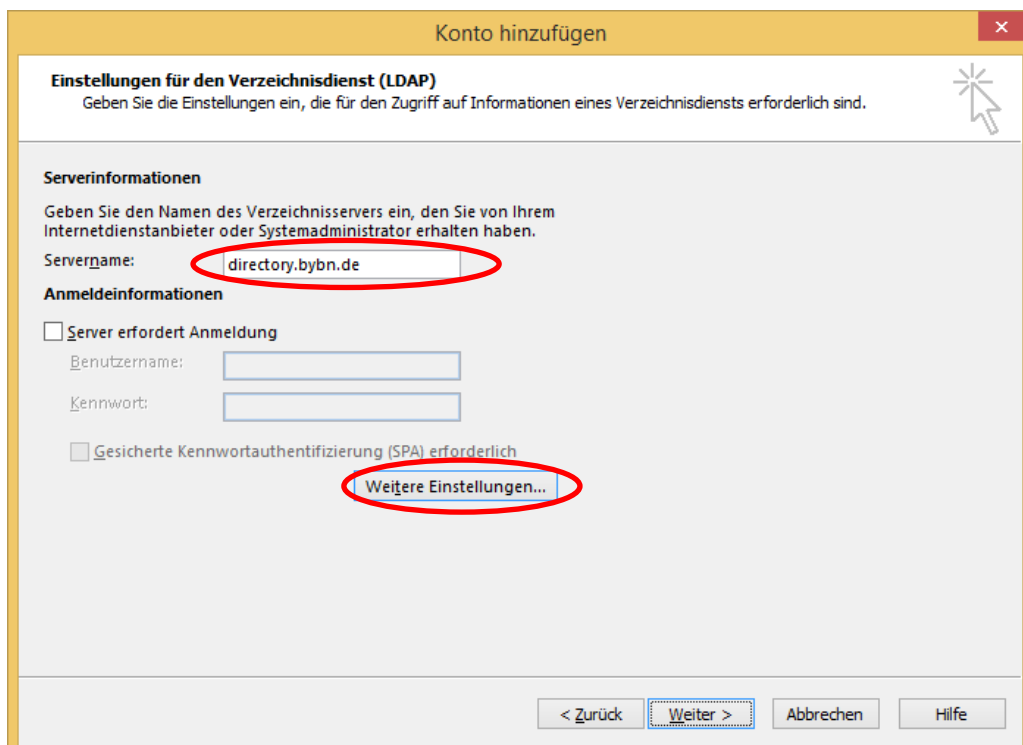 Konto hinzufügen
Einstellungen für den Verzeichnisdienst (LDAP)
Geben Sie die Einstellungen ein, die für den Zugriff auf Informationen eines Verzeichnisdiensts erforderlich sind.
Serverinformationen
Geben Sie den Namen des Verzeichnisservers ein, den Sie von Ihrem
Internetdienstanbieter oder Systemadministrator erhalten haben.
Servername: directory.bybn.de
Anmeldeinformationen
Server erfordert Anmeldung
Benutzername:
Kennwort:
Gesicherte Kennwortauthentifizierung (SPA) erforderlich
Weitere Einstellungen...
< Zurück Weiter > Abbrechen Hilfe